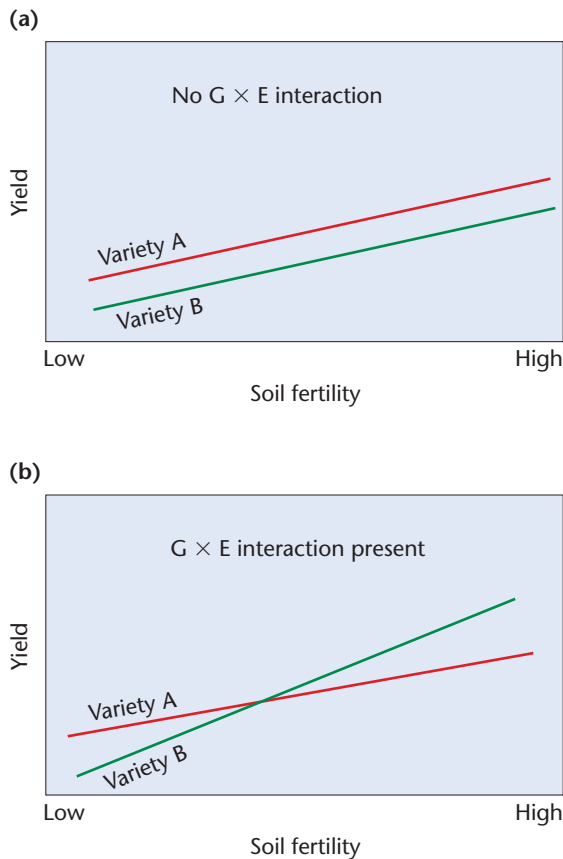 (a)
No G × E interaction
Yield
Variety A
Variety B
Low High
Soil fertility
(b)
G × E interaction present
Yield
Variety A
Variety B
Low High
Soil fertility